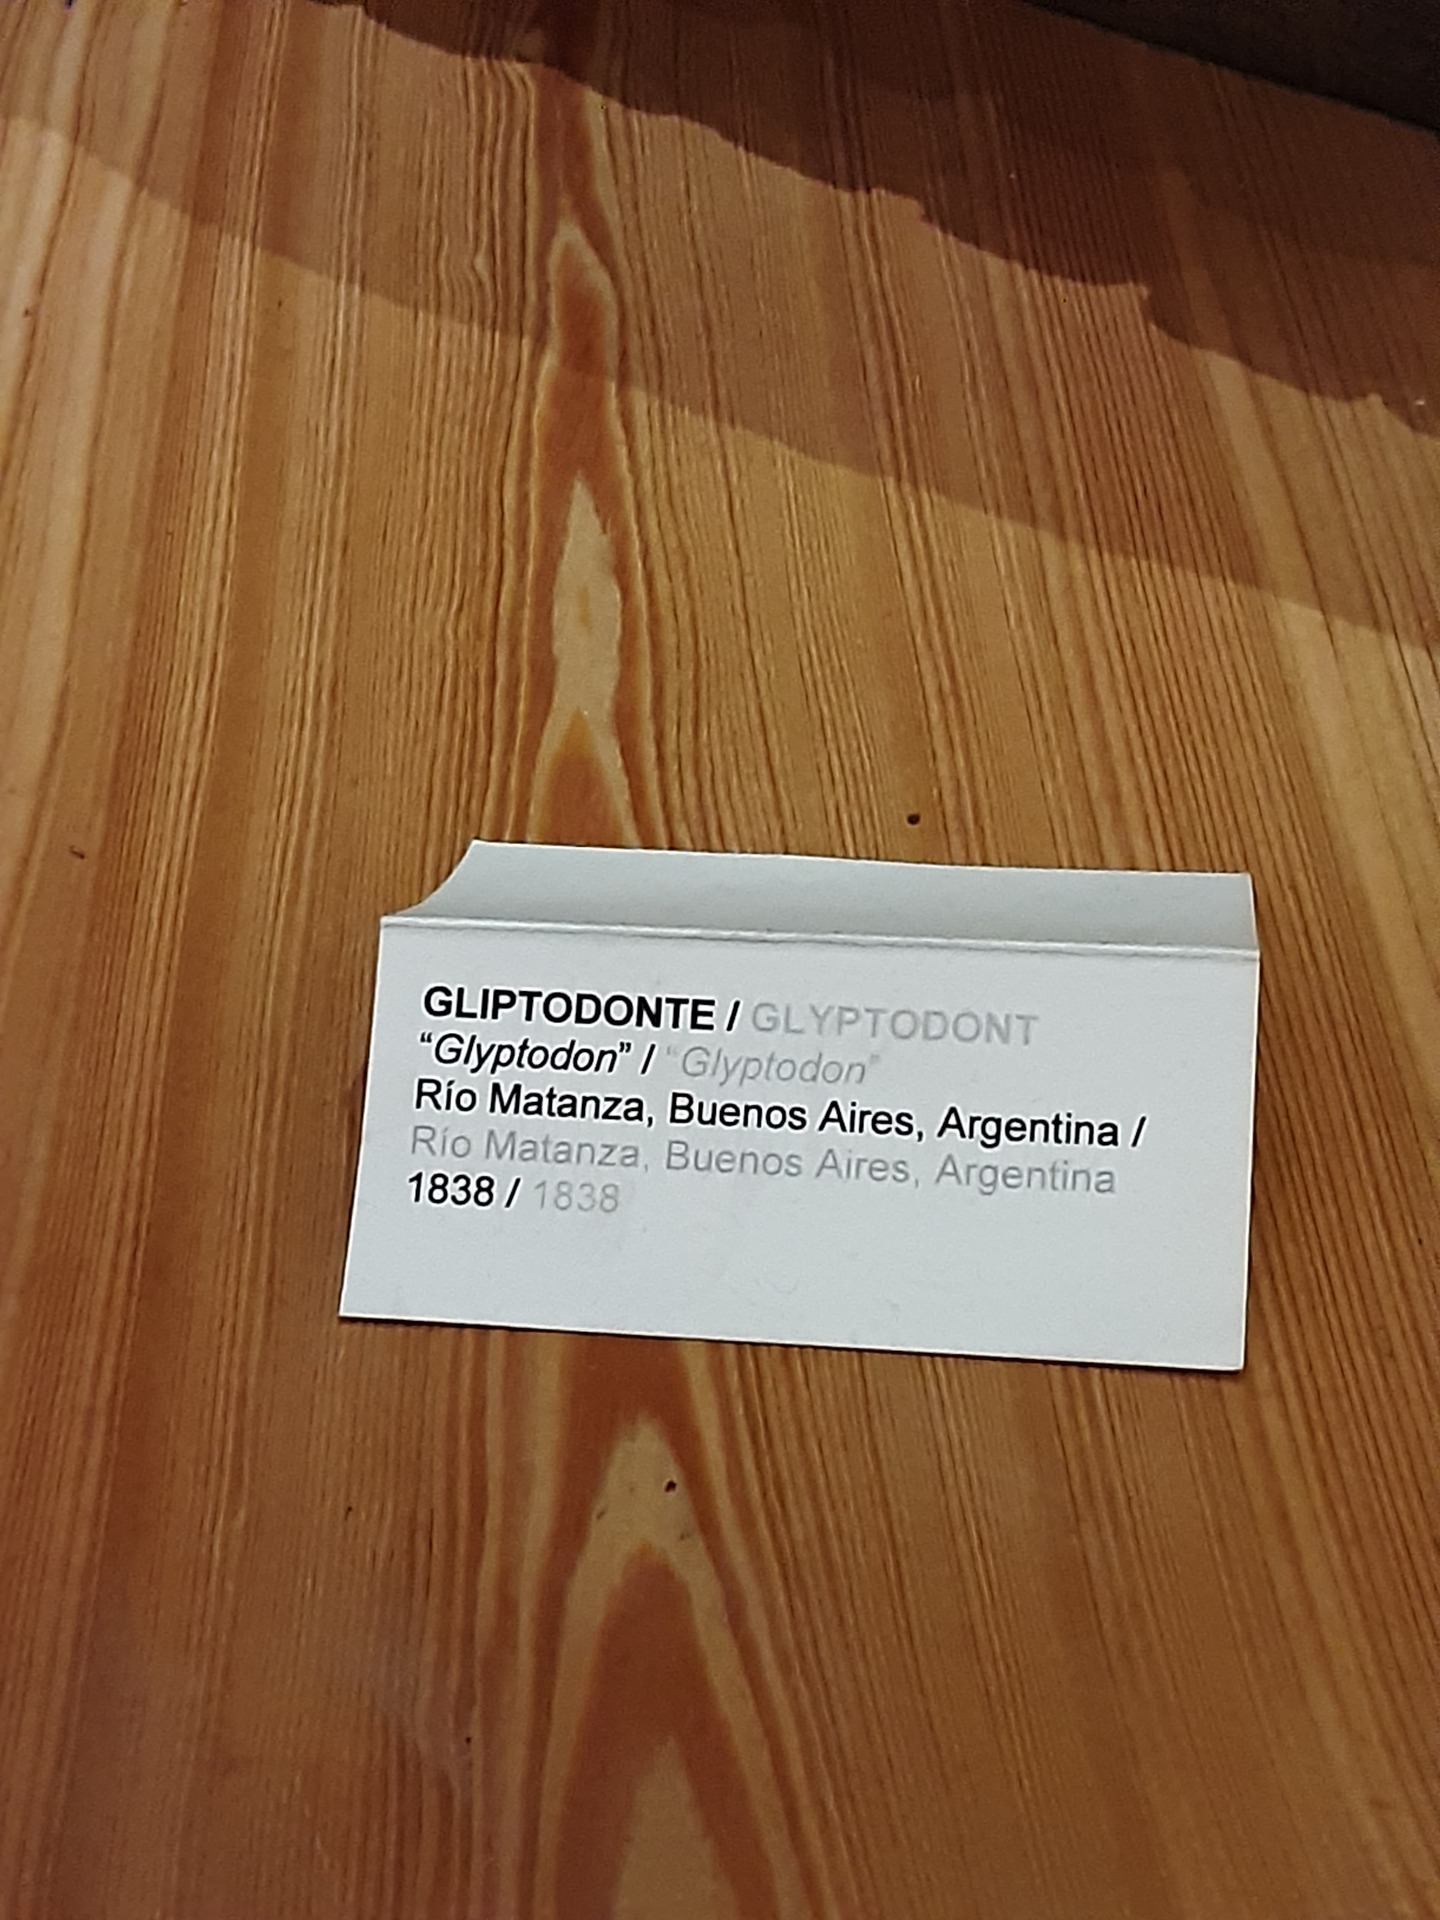 GLIPTODONTE / GLYPTODONT
“Glyptodon” / “Glyptodon”
Río Matanza, Buenos Aires, Argentina /
Río Matanza, Buenos Aires, Argentina
1838 / 1838